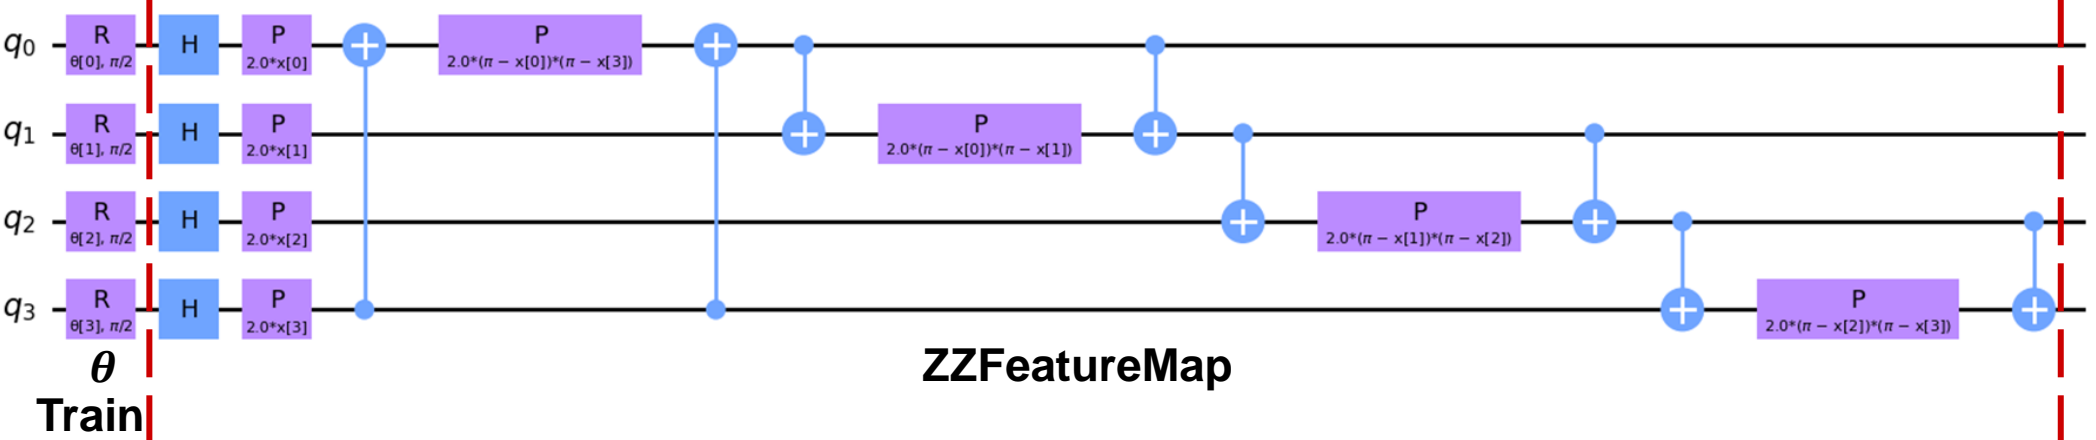 q0 R θ[0], π/2 H P 2.0*x[0] P 2.0*(π − x[0])*(π − x[3])
q1 R θ[1], π/2 H P 2.0*x[1] P 2.0*(π − x[0])*(π − x[1])
q2 R θ[2], π/2 H P 2.0*x[2] P 2.0*(π − x[1])*(π − x[2])
q3 R θ[3], π/2 H P 2.0*x[3] P 2.0*(π − x[2])*(π − x[3])
θ ZZFeatureMap
Train